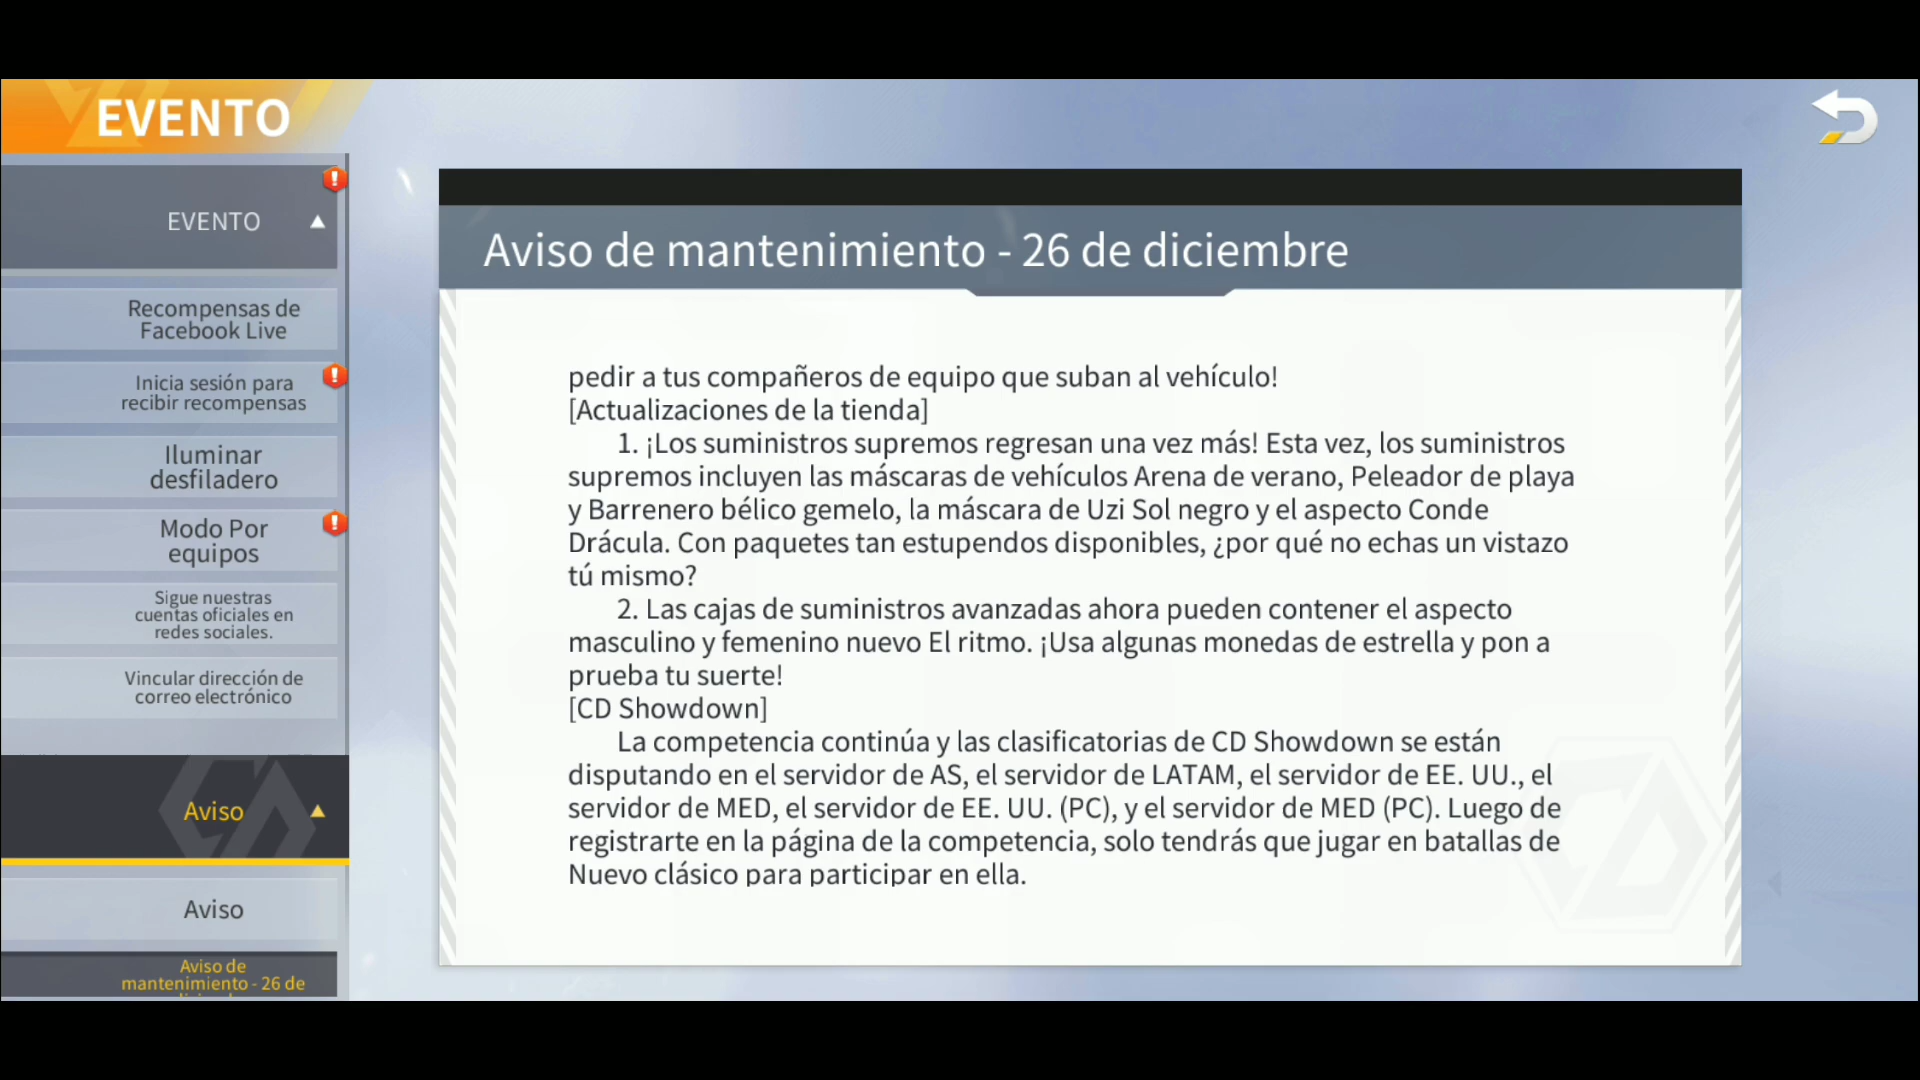 EVENTO
EVENTO
Recompensas de
Facebook Live
Inicia sesión para
recibir recompensas
Iluminar
desfiladero
Modo Por
equipos
Sigue nuestras
cuentas oficiales en
redes sociales.
Vincular dirección de
correo electrónico
Aviso
Aviso
Aviso de
mantenimiento - 26 de
Aviso de mantenimiento - 26 de diciembre
pedir a tus compañeros de equipo que suban al vehículo!
[Actualizaciones de la tienda]
1. ¡Los suministros supremos regresan una vez más! Esta vez, los suministros
supremos incluyen las máscaras de vehículos Arena de verano, Peleador de playa
y Barrenero bélico gemelo, la máscara de Uzi Sol negro y el aspecto Conde
Drácula. Con paquetes tan estupendos disponibles, ¿por qué no echas un vistazo
tú mismo?
2. Las cajas de suministros avanzadas ahora pueden contener el aspecto
masculino y femenino nuevo El ritmo. ¡Usa algunas monedas de estrella y pon a
prueba tu suerte!
[CD Showdown]
La competencia continúa y las clasificatorias de CD Showdown se están
disputando en el servidor de AS, el servidor de LATAM, el servidor de EE. UU., el
servidor de MED, el servidor de EE. UU. (PC), y el servidor de MED (PC). Luego de
registrarte en la página de la competencia, solo tendrás que jugar en batallas de
Nuevo clásico para participar en ella.